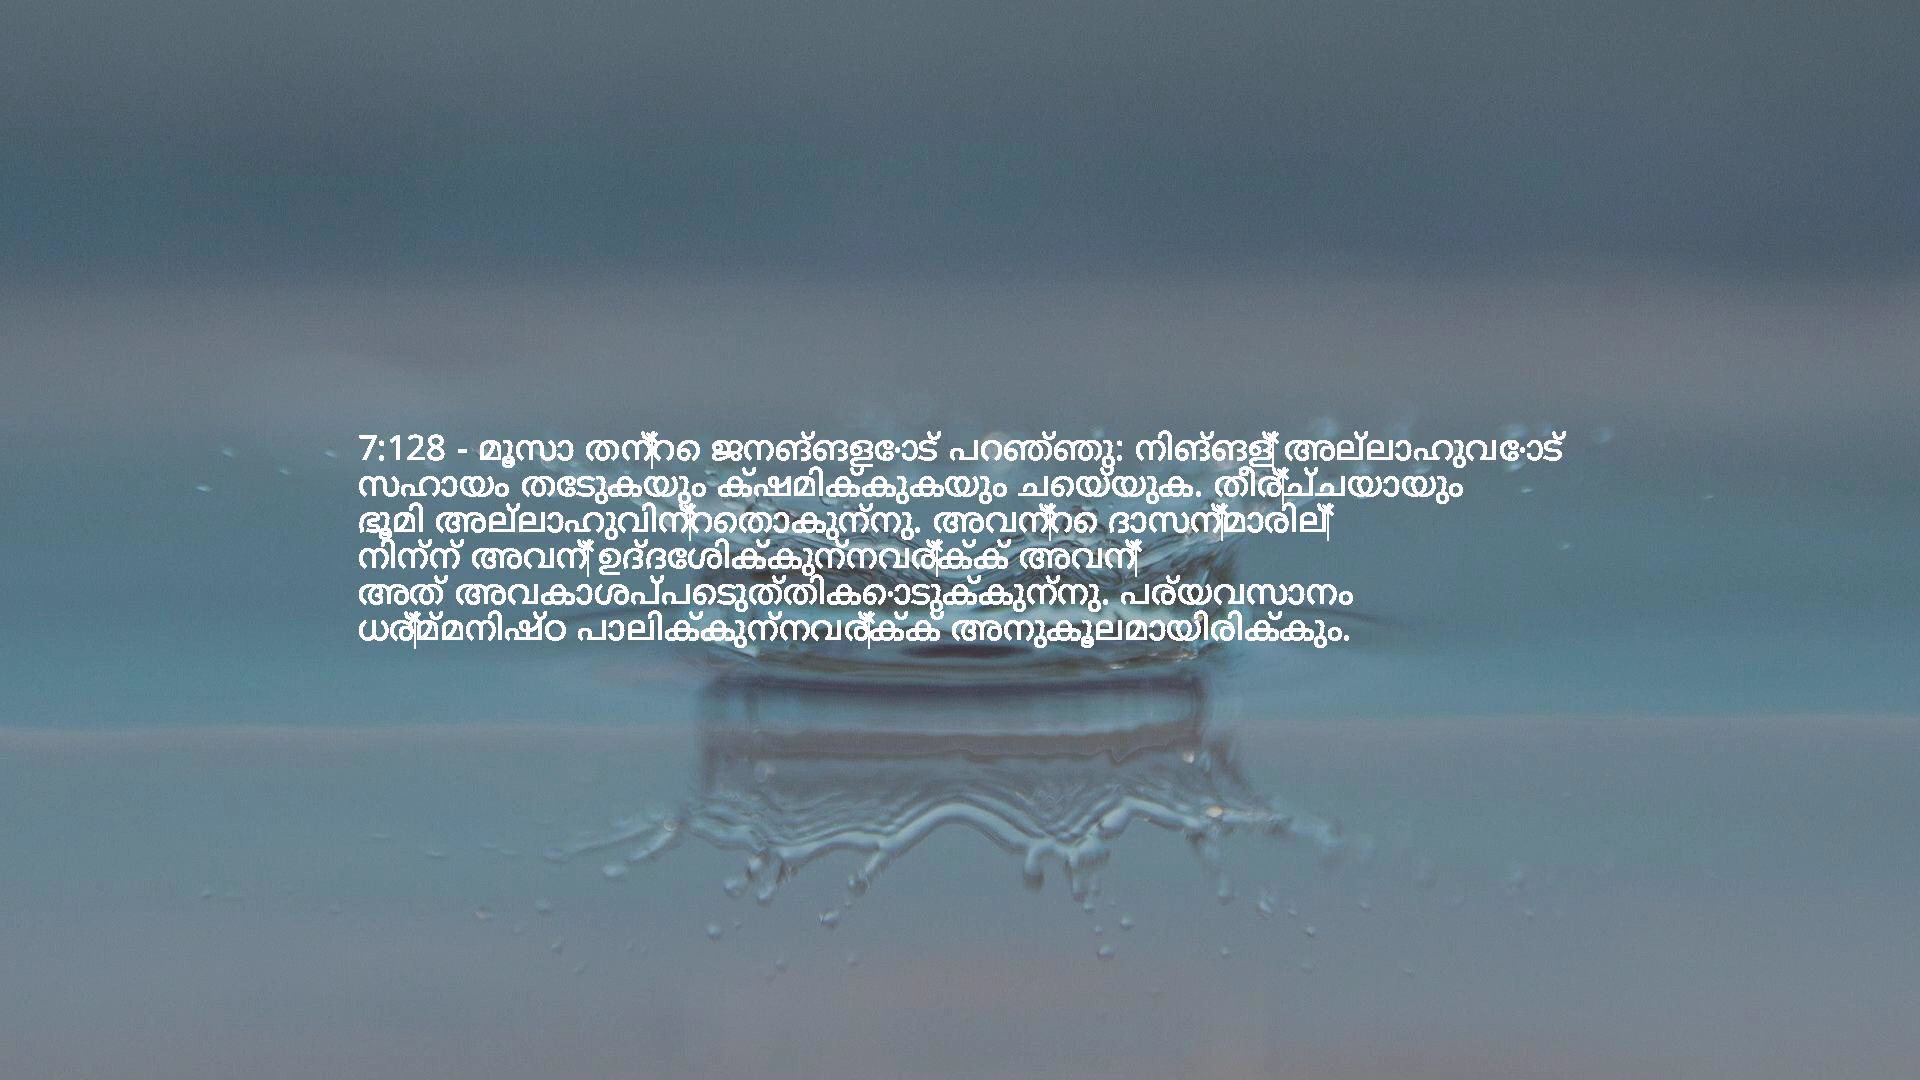 7:128 - മൂസാ തന്‍റെ ജനങ്ങളോട് പറഞ്ഞു: നിങ്ങള്‍ അല്ലാഹുവോട്
സഹായം തേടുകയും ക്ഷമിക്കുകയും ചെയ്യുക. തീര്‍ച്ചയായും
ഭൂമി അല്ലാഹുവിന്‍റെതാകുന്നു. അവന്‍റെ ദാസന്‍മാരില്‍
നിന്ന് അവന്‍ ഉദ്ദേശിക്കുന്നവര്‍ക്ക് അവന്‍
അത് അവകാശപ്പെടുത്തികൊടുക്കുന്നു. പര്യവസാനം
ധര്‍മ്മനിഷ്ഠ പാലിക്കുന്നവര്‍ക്ക് അനുകൂലമായിരിക്കും.